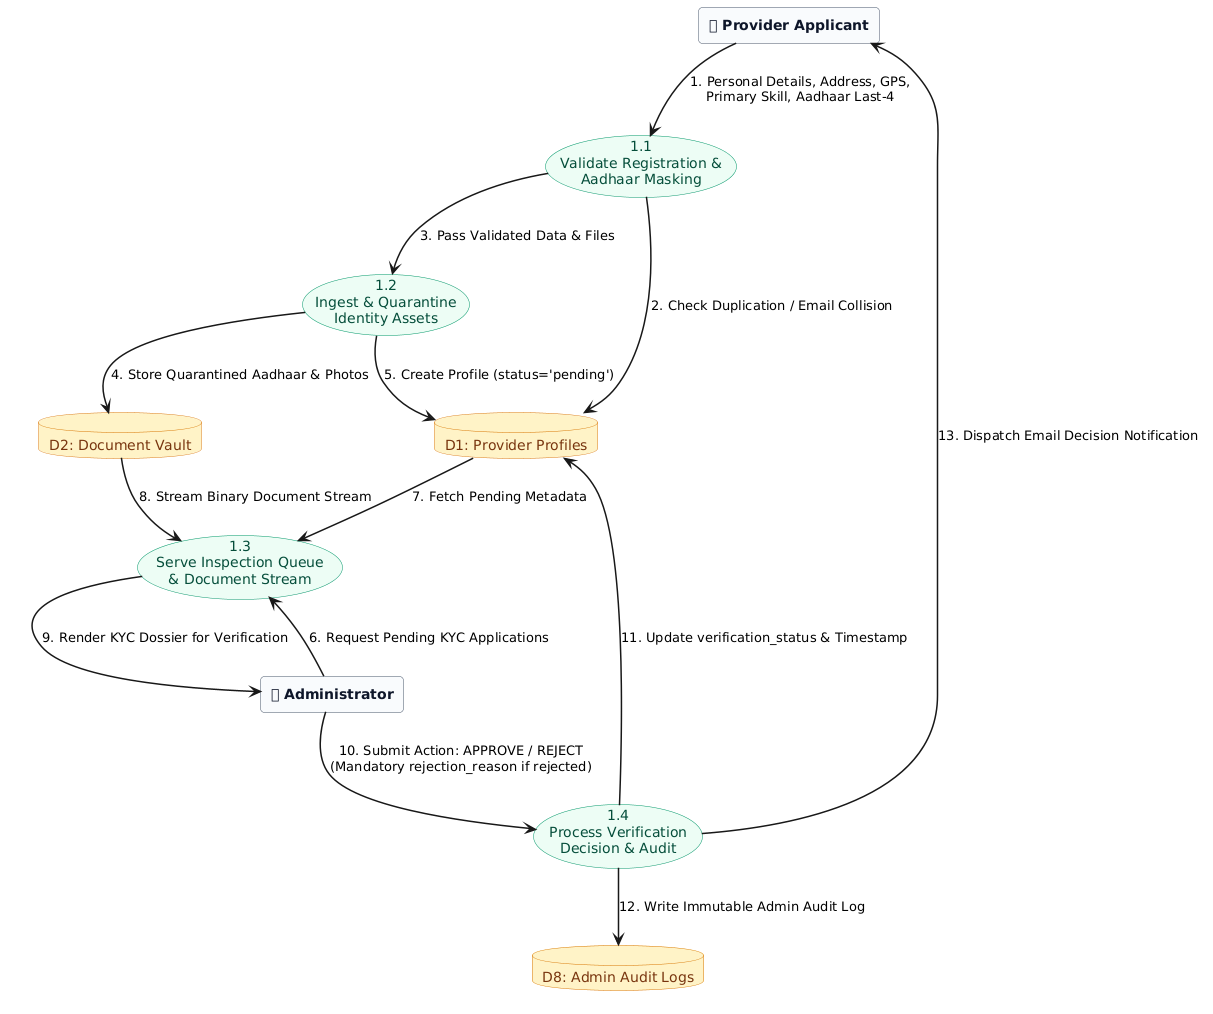 Provider Applicant
1. Personal Details, Address, GPS,
Primary Skill, Aadhaar Last-4
1.1
Validate Registration &
Aadhaar Masking
3. Pass Validated Data & Files
1.2
Ingest & Quarantine
Identity Assets
2. Check Duplication / Email Collision
4. Store Quarantined Aadhaar & Photos
5. Create Profile (status='pending')
D2: Document Vault
D1: Provider Profiles
13. Dispatch Email Decision Notification
8. Stream Binary Document Stream
7. Fetch Pending Metadata
1.3
Serve Inspection Queue
& Document Stream
9. Render KYC Dossier for Verification
6. Request Pending KYC Applications
11. Update verification_status & Timestamp
Administrator
10. Submit Action: APPROVE / REJECT
(Mandatory rejection_reason if rejected)
1.4
Process Verification
Decision & Audit
12. Write Immutable Admin Audit Log
D8: Admin Audit Logs